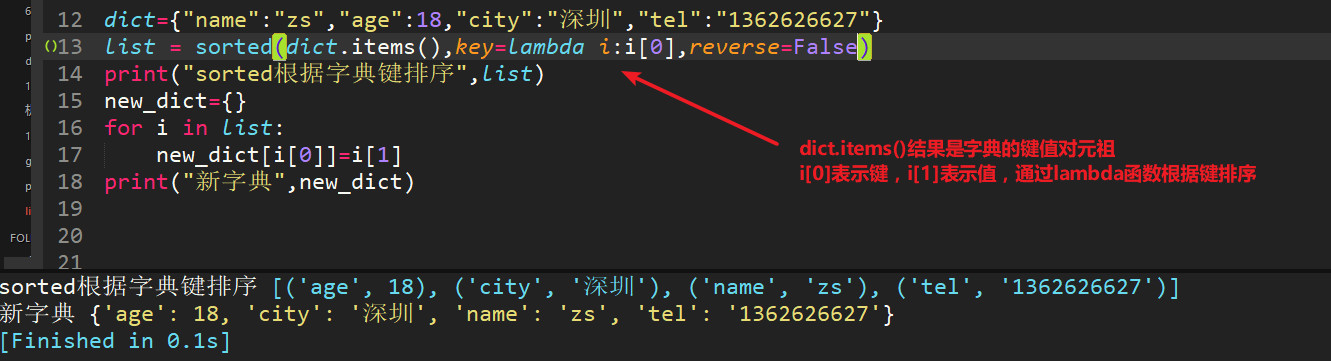 6
p
d
1
1
g
p
li
FOL
12 dict={"name":"zs","age":18,"city":"深圳","tel":"1362626627"}
()13 list = sorted(dict.items(),key=lambda i:i[0],reverse=False)
14 print("sorted根据字典键排序",list)
15 new_dict={}
16 for i in list:
17     new_dict[i[0]]=i[1]
18 print("新字典",new_dict)
19
20
21
dict.items()结果是字典的键值对元祖
i[0]表示键，i[1]表示值，通过lambda函数根据键排序
sorted根据字典键排序 [('age', 18), ('city', '深圳'), ('name', 'zs'), ('tel', '1362626627')]
新字典 {'age': 18, 'city': '深圳', 'name': 'zs', 'tel': '1362626627'}
[Finished in 0.1s]